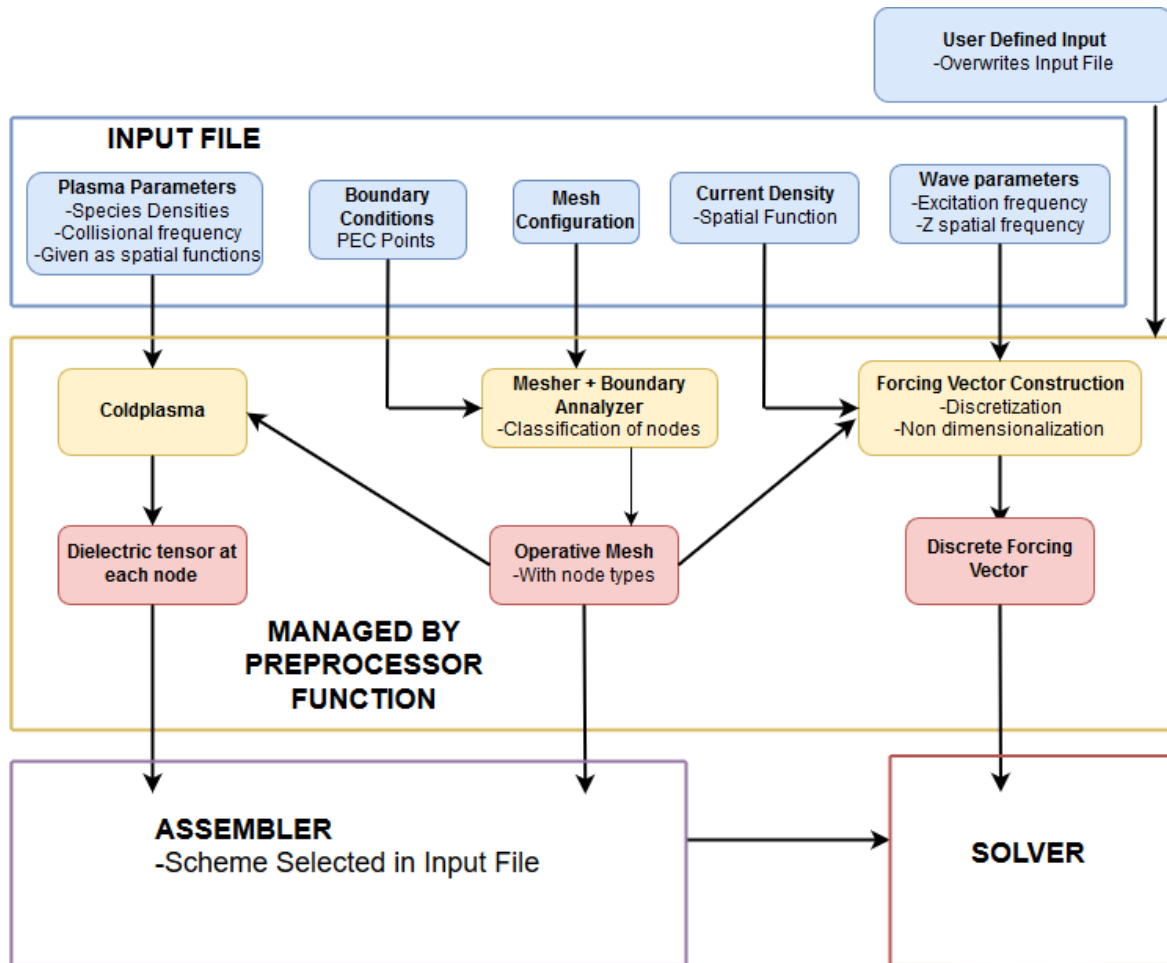 User Defined Input
-Overwrites Input File
INPUT FILE
Plasma Parameters
-Species Densities
-Collisional frequency
-Given as spatial functions
Boundary
Conditions
PEC Points
Mesh
Configuration
Current Density
-Spatial Function
Wave parameters
-Excitation frequency
-Z spatial frequency
Coldplasma
Mesher + Boundary
Annalyzer
-Classification of nodes
Forcing Vector Construction
-Discretization
-Non dimensionalization
Dielectric tensor at
each node
Operative Mesh
-With node types
Discrete Forcing
Vector
MANAGED BY
PREPROCESSOR
FUNCTION
ASSEMBLER
-Scheme Selected in Input File
SOLVER